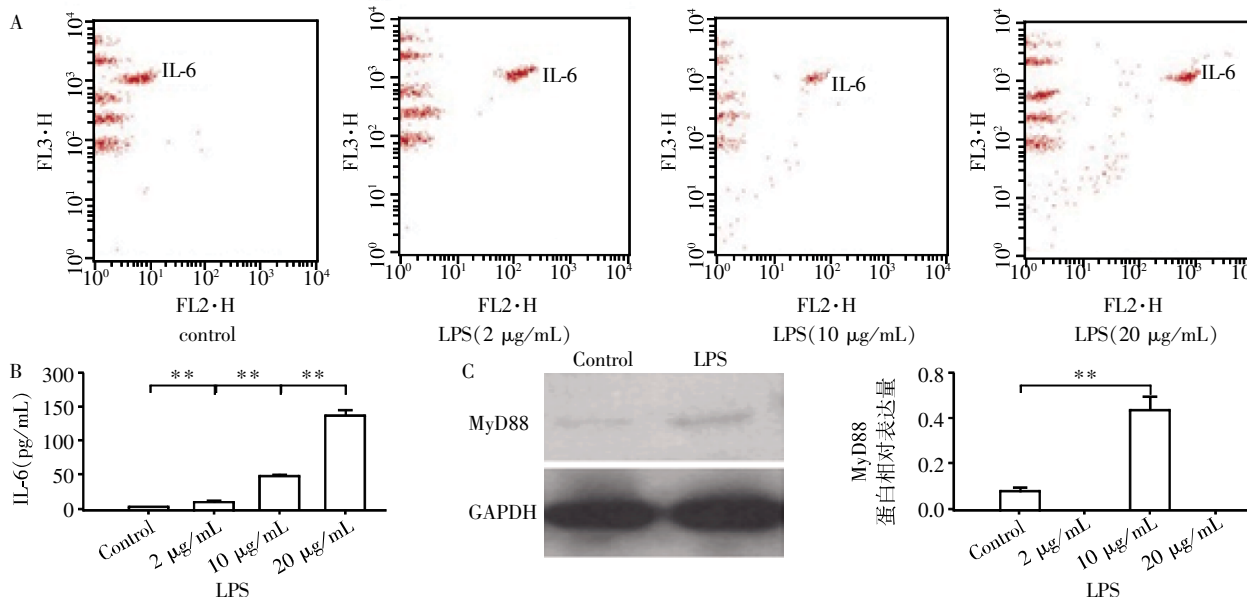 A
10⁴
10³
10²
10¹
10⁰
FL3·H
IL-6
10⁰ 10¹ 10² 10³ 10⁴
FL2·H
control
10⁴
10³
10²
10¹
10⁰
FL3·H
IL-6
10⁰ 10¹ 10² 10³ 10⁴
FL2·H
LPS(2 μg/mL)
10⁴
10³
10²
10¹
10⁰
FL3·H
IL-6
10⁰ 10¹ 10² 10³ 10⁴
FL2·H
LPS(10 μg/mL)
10⁴
10³
10²
10¹
10⁰
FL3·H
IL-6
10⁰ 10¹ 10² 10³ 10⁴
FL2·H
LPS(20 μg/mL)
B
IL-6(pg/mL)
300
150
100
50
0
** ** **
Control 2 μg/mL 10 μg/mL 20 μg/mL
LPS
C
Control LPS
MyD88
GAPDH
MyD88
蛋白相对表达量
0.8
0.6
0.4
0.2
0.0
**
Control 2 μg/mL 10 μg/mL 20 μg/mL
LPS